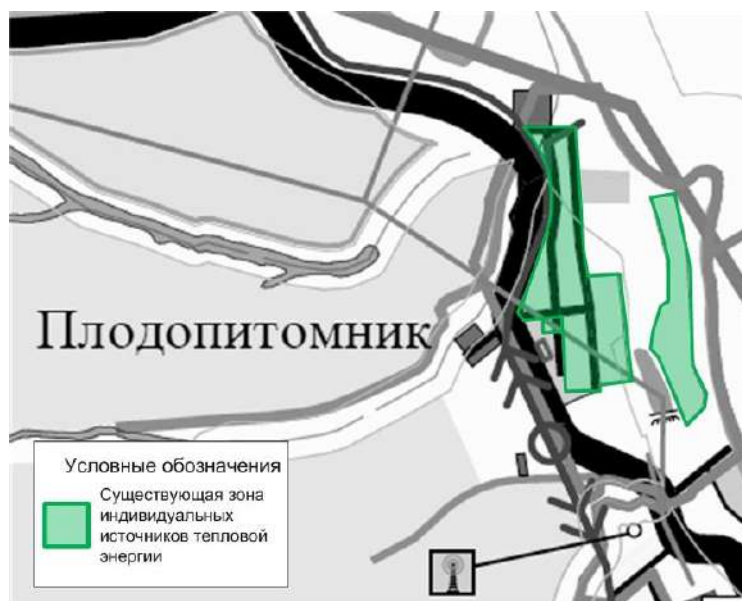 Плодопитомник
Условные обозначения
Существующая зона
индивидуальных
источников тепловой
энергии